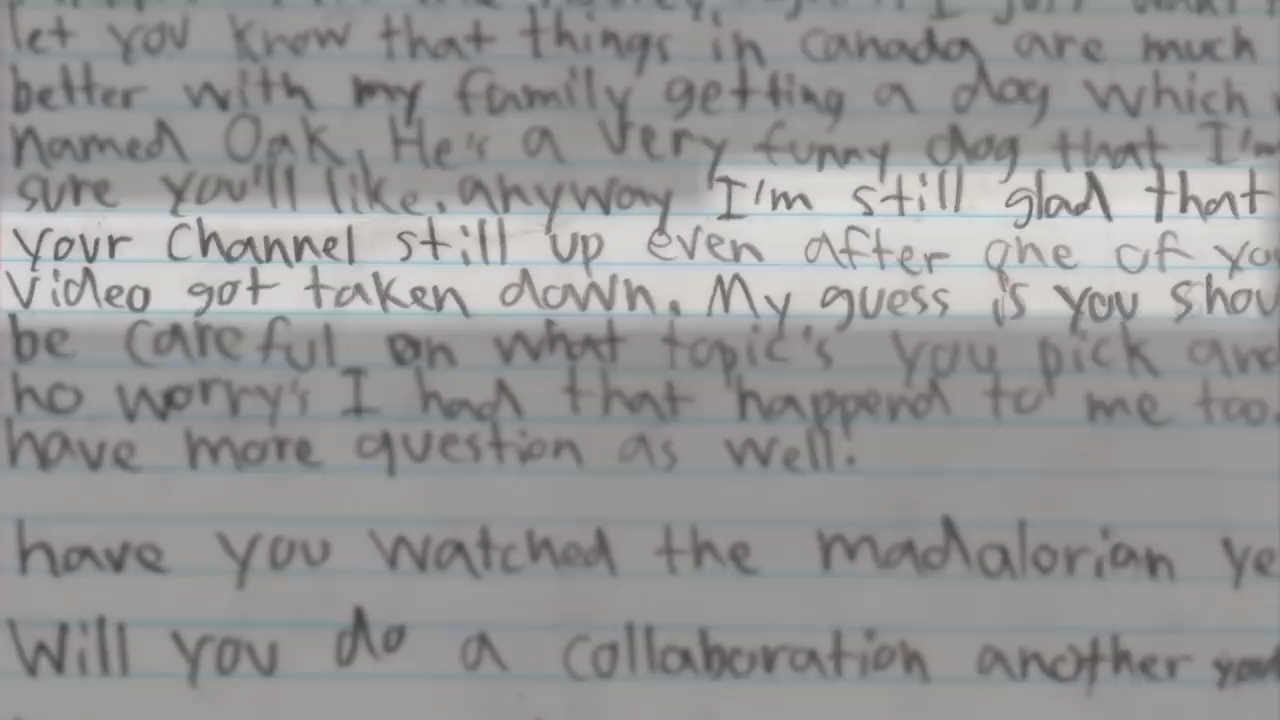 let you know that things in canada are much
better with my family getting a dog which
named Oak. He's a very funny dog that I'm
sure you'll like. anyway I'm still glad that
your channel still up even after one of
video got taken down. My guess is you
be careful on what topic's you pick and
no worry's I had that happend to me too.
have more question as well!
have you watched the madalorian
Will you do a collaboration another